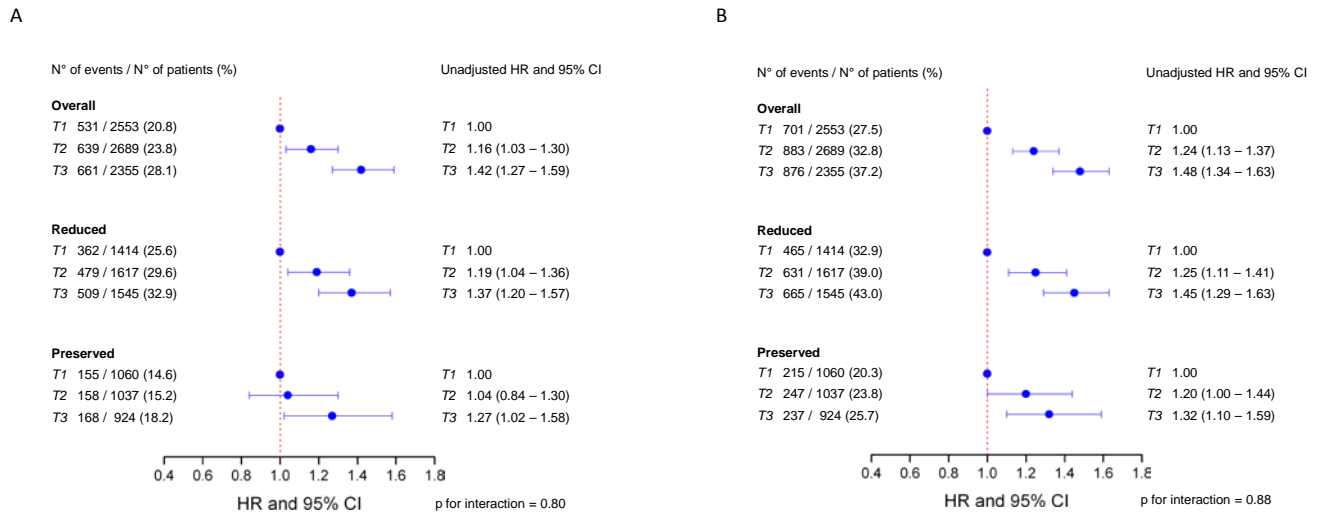 A
N° of events / N° of patients (%) Unadjusted HR and 95% CI
Overall
T1 531 / 2553 (20.8) T1 1.00
T2 639 / 2689 (23.8) T2 1.16 (1.03 – 1.30)
T3 661 / 2355 (28.1) T3 1.42 (1.27 – 1.59)
Reduced
T1 362 / 1414 (25.6) T1 1.00
T2 479 / 1617 (29.6) T2 1.19 (1.04 – 1.36)
T3 509 / 1545 (32.9) T3 1.37 (1.20 – 1.57)
Preserved
T1 155 / 1060 (14.6) T1 1.00
T2 158 / 1037 (15.2) T2 1.04 (0.84 – 1.30)
T3 168 / 924 (18.2) T3 1.27 (1.02 – 1.58)
0.4 0.6 0.8 1.0 1.2 1.4 1.6 1.8
HR and 95% CI
p for interaction = 0.80
B
N° of events / N° of patients (%) Unadjusted HR and 95% CI
Overall
T1 701 / 2553 (27.5) T1 1.00
T2 883 / 2689 (32.8) T2 1.24 (1.13 – 1.37)
T3 876 / 2355 (37.2) T3 1.48 (1.34 – 1.63)
Reduced
T1 465 / 1414 (32.9) T1 1.00
T2 631 / 1617 (39.0) T2 1.25 (1.11 – 1.41)
T3 665 / 1545 (43.0) T3 1.45 (1.29 – 1.63)
Preserved
T1 215 / 1060 (20.3) T1 1.00
T2 247 / 1037 (23.8) T2 1.20 (1.00 – 1.44)
T3 237 / 924 (25.7) T3 1.32 (1.10 – 1.59)
0.4 0.6 0.8 1.0 1.2 1.4 1.6 1.8
HR and 95% CI
p for interaction = 0.88